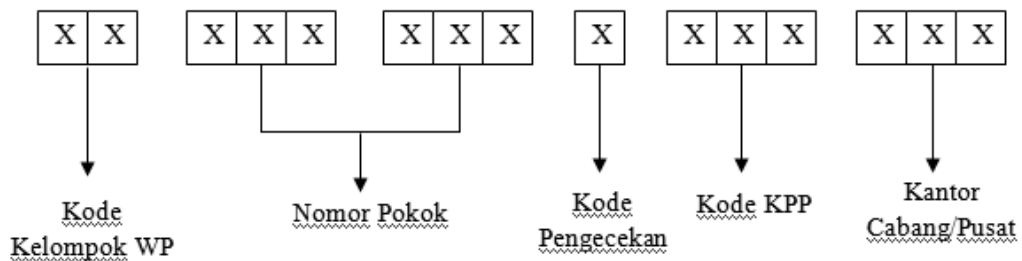 X X X X X X X X X X X X X X X
Kode
Kelompok WP
Nomor Pokok
Kode
Pengecekan
Kode KPP
Kantor
Cabang/Pusat